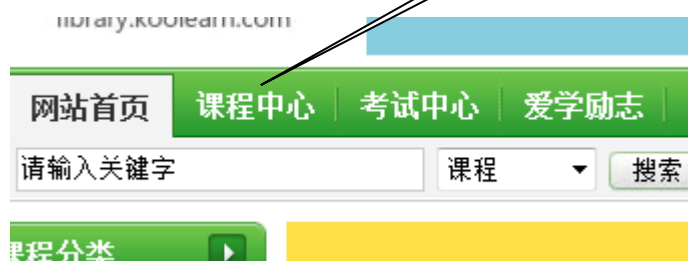 library.koolearn.com
网站首页 课程中心 考试中心 爱学励志
请输入关键字 课程 搜索
课程分类